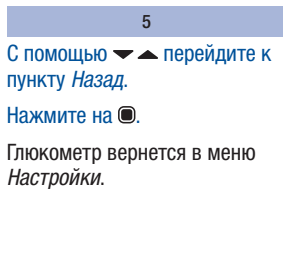 5
С помощью перейдите к
пункту Назад.
Нажмите на .
Глюкометр вернется в меню
Настройки.